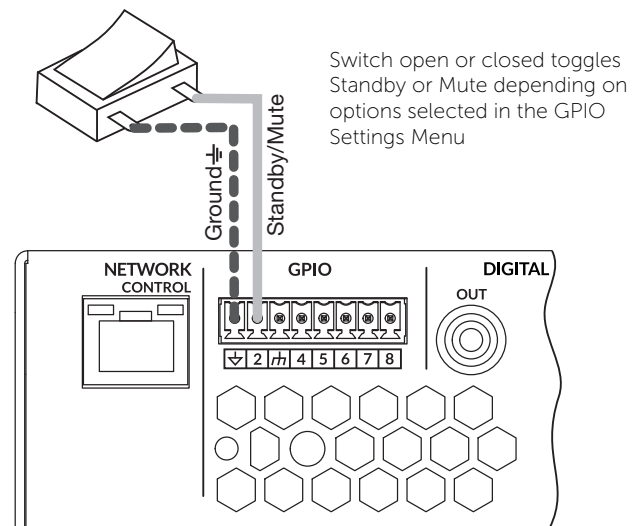 Switch open or closed toggles
Standby or Mute depending on
options selected in the GPIO
Settings Menu
Ground
Standby/Mute
NETWORK
CONTROL
GPIO
DIGITAL
OUT
2 4 5 6 7 8